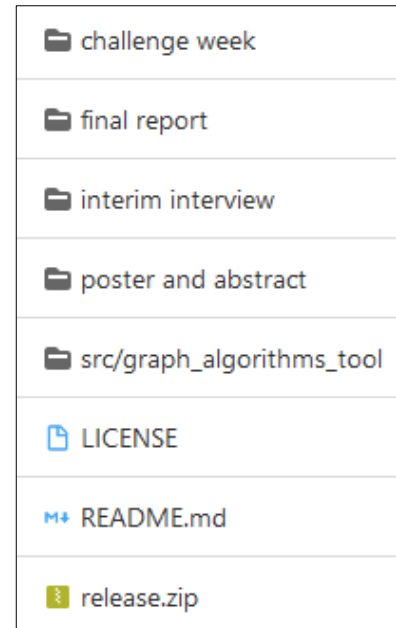 challenge week
final report
interim interview
poster and abstract
src/graph_algorithms_tool
LICENSE
M↓ README.md
release.zip